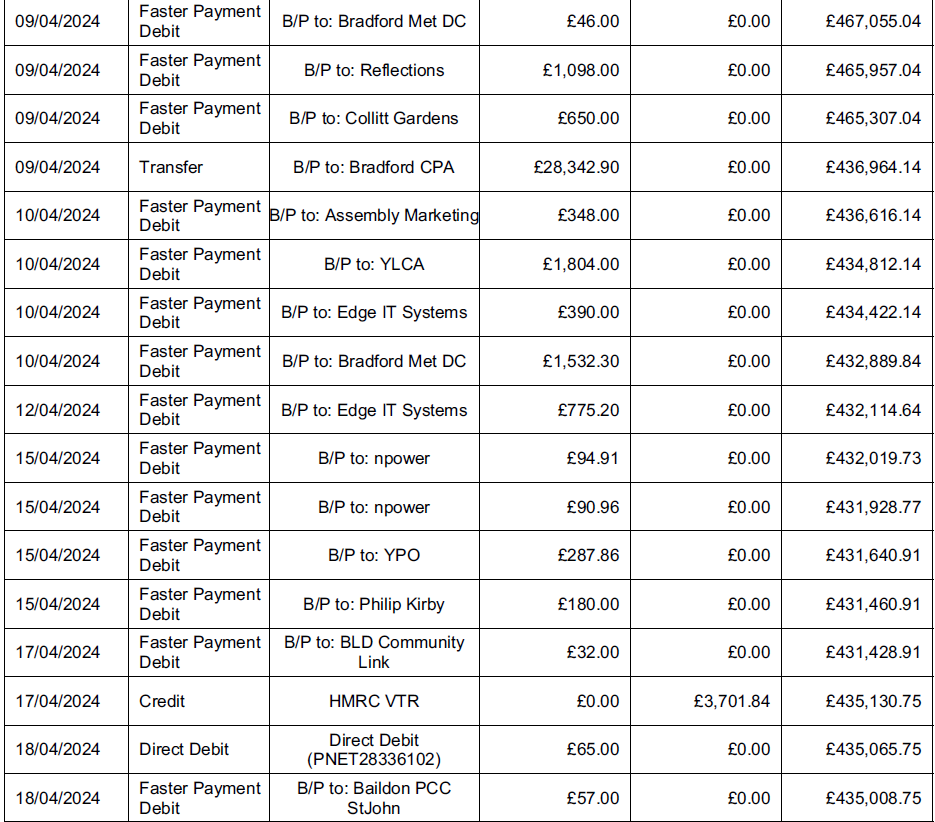 09/04/2024 Faster Payment Debit B/P to: Bradford Met DC £46.00 £0.00 £467,055.04
09/04/2024 Faster Payment Debit B/P to: Reflections £1,098.00 £0.00 £465,957.04
09/04/2024 Faster Payment Debit B/P to: Collitt Gardens £650.00 £0.00 £465,307.04
09/04/2024 Transfer B/P to: Bradford CPA £28,342.90 £0.00 £436,964.14
10/04/2024 Faster Payment Debit B/P to: Assembly Marketing £348.00 £0.00 £436,616.14
10/04/2024 Faster Payment Debit B/P to: YLCA £1,804.00 £0.00 £434,812.14
10/04/2024 Faster Payment Debit B/P to: Edge IT Systems £390.00 £0.00 £434,422.14
10/04/2024 Faster Payment Debit B/P to: Bradford Met DC £1,532.30 £0.00 £432,889.84
12/04/2024 Faster Payment Debit B/P to: Edge IT Systems £775.20 £0.00 £432,114.64
15/04/2024 Faster Payment Debit B/P to: npower £94.91 £0.00 £432,019.73
15/04/2024 Faster Payment Debit B/P to: npower £90.96 £0.00 £431,928.77
15/04/2024 Faster Payment Debit B/P to: YPO £287.86 £0.00 £431,640.91
15/04/2024 Faster Payment Debit B/P to: Philip Kirby £180.00 £0.00 £431,460.91
17/04/2024 Faster Payment Debit B/P to: BLD Community Link £32.00 £0.00 £431,428.91
17/04/2024 Credit HMRC VTR £0.00 £3,701.84 £435,130.75
18/04/2024 Direct Debit Direct Debit (PNET28336102) £65.00 £0.00 £435,065.75
18/04/2024 Faster Payment Debit B/P to: Baildon PCC StJohn £57.00 £0.00 £435,008.75